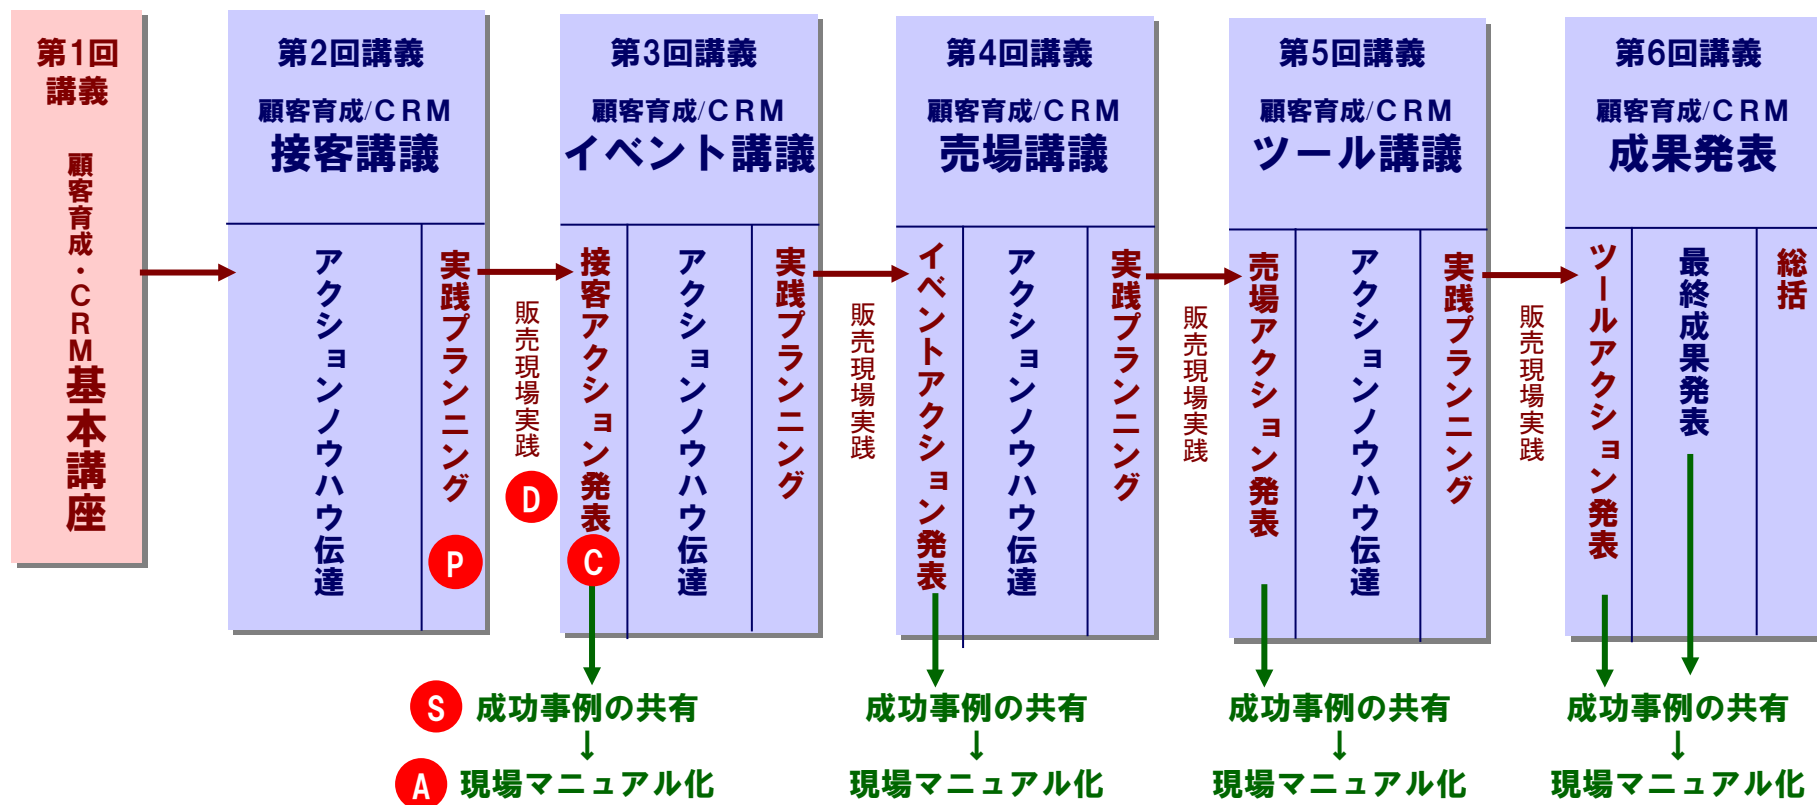 第1回
講義
顧客育成・CRM基本講座
第2回講義
顧客育成/CRM
接客講議
アクションノウハウ伝達
実践プランニング
P
販売現場実践
D
第3回講義
顧客育成/CRM
イベント講議
接客アクション発表
C
アクションノウハウ伝達
実践プランニング
販売現場実践
第4回講義
顧客育成/CRM
売場講議
イベントアクション発表
アクションノウハウ伝達
実践プランニング
販売現場実践
第5回講義
顧客育成/CRM
ツール講議
売場アクション発表
アクションノウハウ伝達
実践プランニング
販売現場実践
第6回講義
顧客育成/CRM
成果発表
ツールアクション発表
最終成果発表
総括
S 成功事例の共有
↓
A 現場マニュアル化
成功事例の共有
↓
現場マニュアル化
成功事例の共有
↓
現場マニュアル化
成功事例の共有
↓
現場マニュアル化